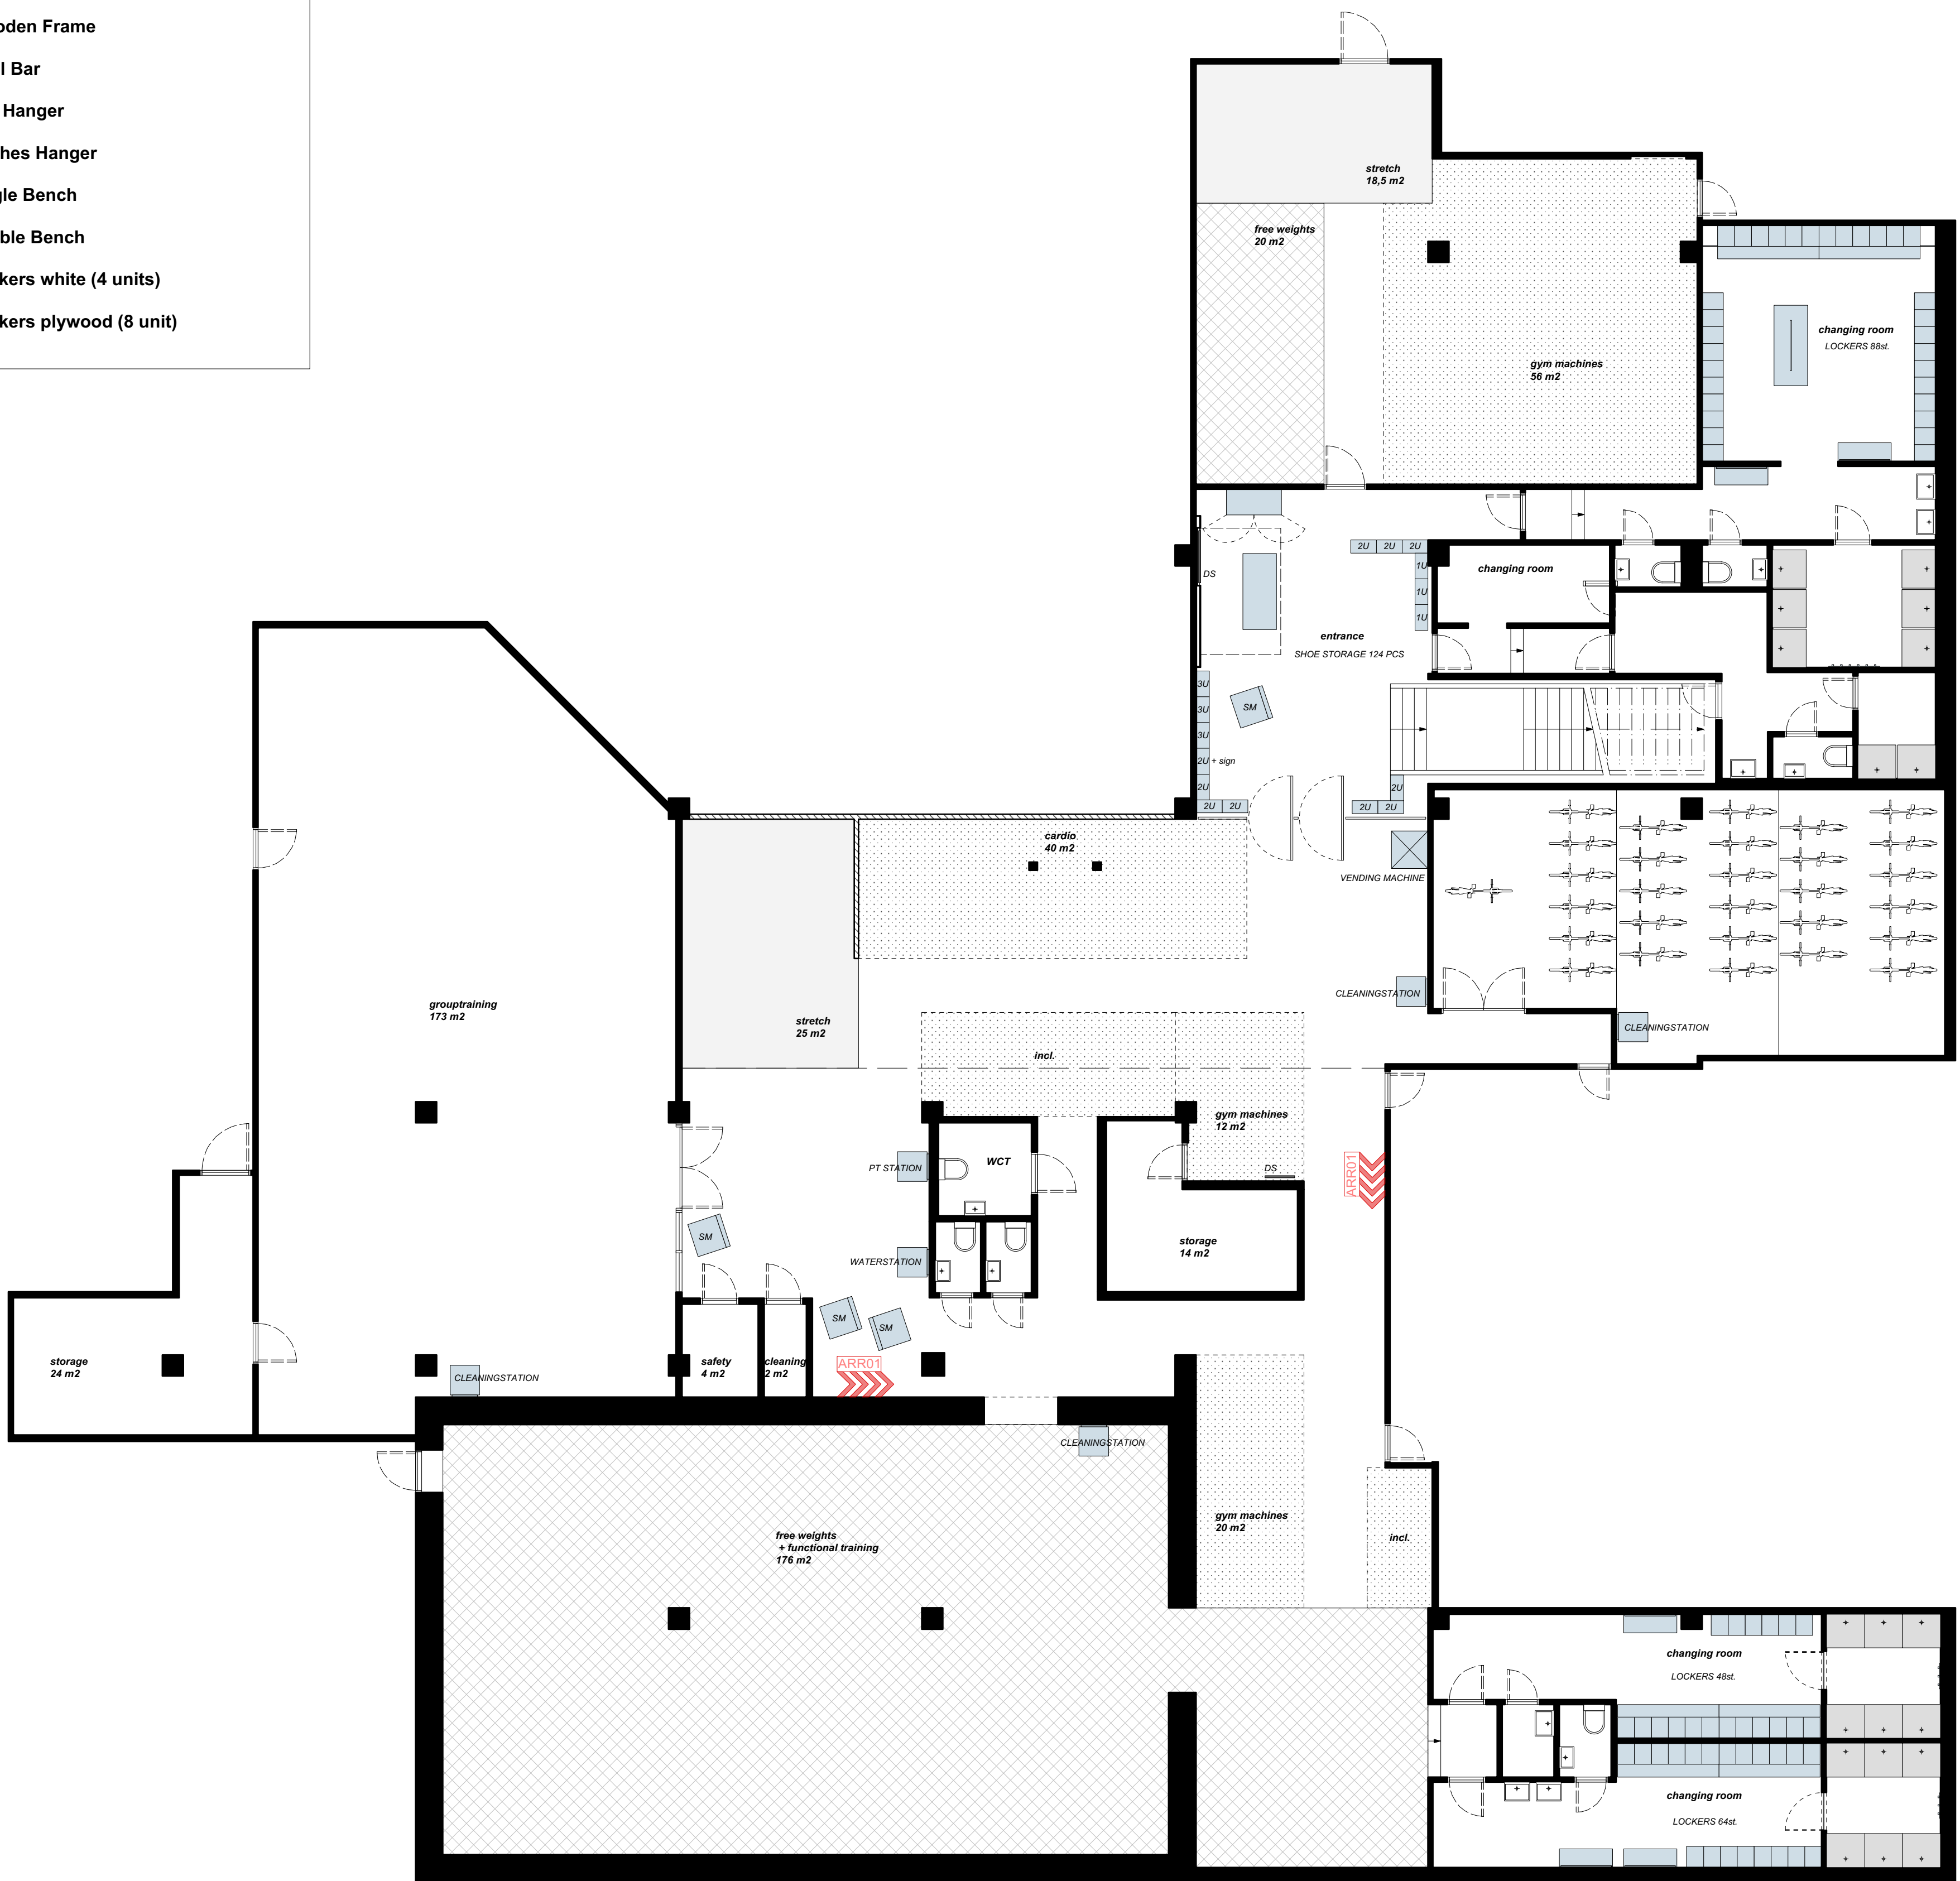 oden Frame
l Bar
Hanger
hes Hanger
gle Bench
ble Bench
kers white (4 units)
kers plywood (8 unit)
stretch
18,5 m2
free weights
20 m2
gym machines
56 m2
changing room
LOCKERS 88st.
2U 2U 2U
1U
1U
1U
DS
changing room
entrance
SHOE STORAGE 124 PCS
3U
3U
3U
2U + sign
2U
2U 2U
SM
2U
2U 2U
cardio
40 m2
VENDING MACHINE
CLEANINGSTATION
CLEANINGSTATION
grouptraining
173 m2
stretch
25 m2
incl.
gym machines
12 m2
DS
PT STATION
WCT
ARR01
SM
WATERSTATION
storage
14 m2
SM
SM
storage
24 m2
safety
4 m2
cleaning
2 m2
ARR01
CLEANINGSTATION
CLEANINGSTATION
free weights
+ functional training
176 m2
gym machines
20 m2
incl.
changing room
LOCKERS 48st.
changing room
LOCKERS 64st.